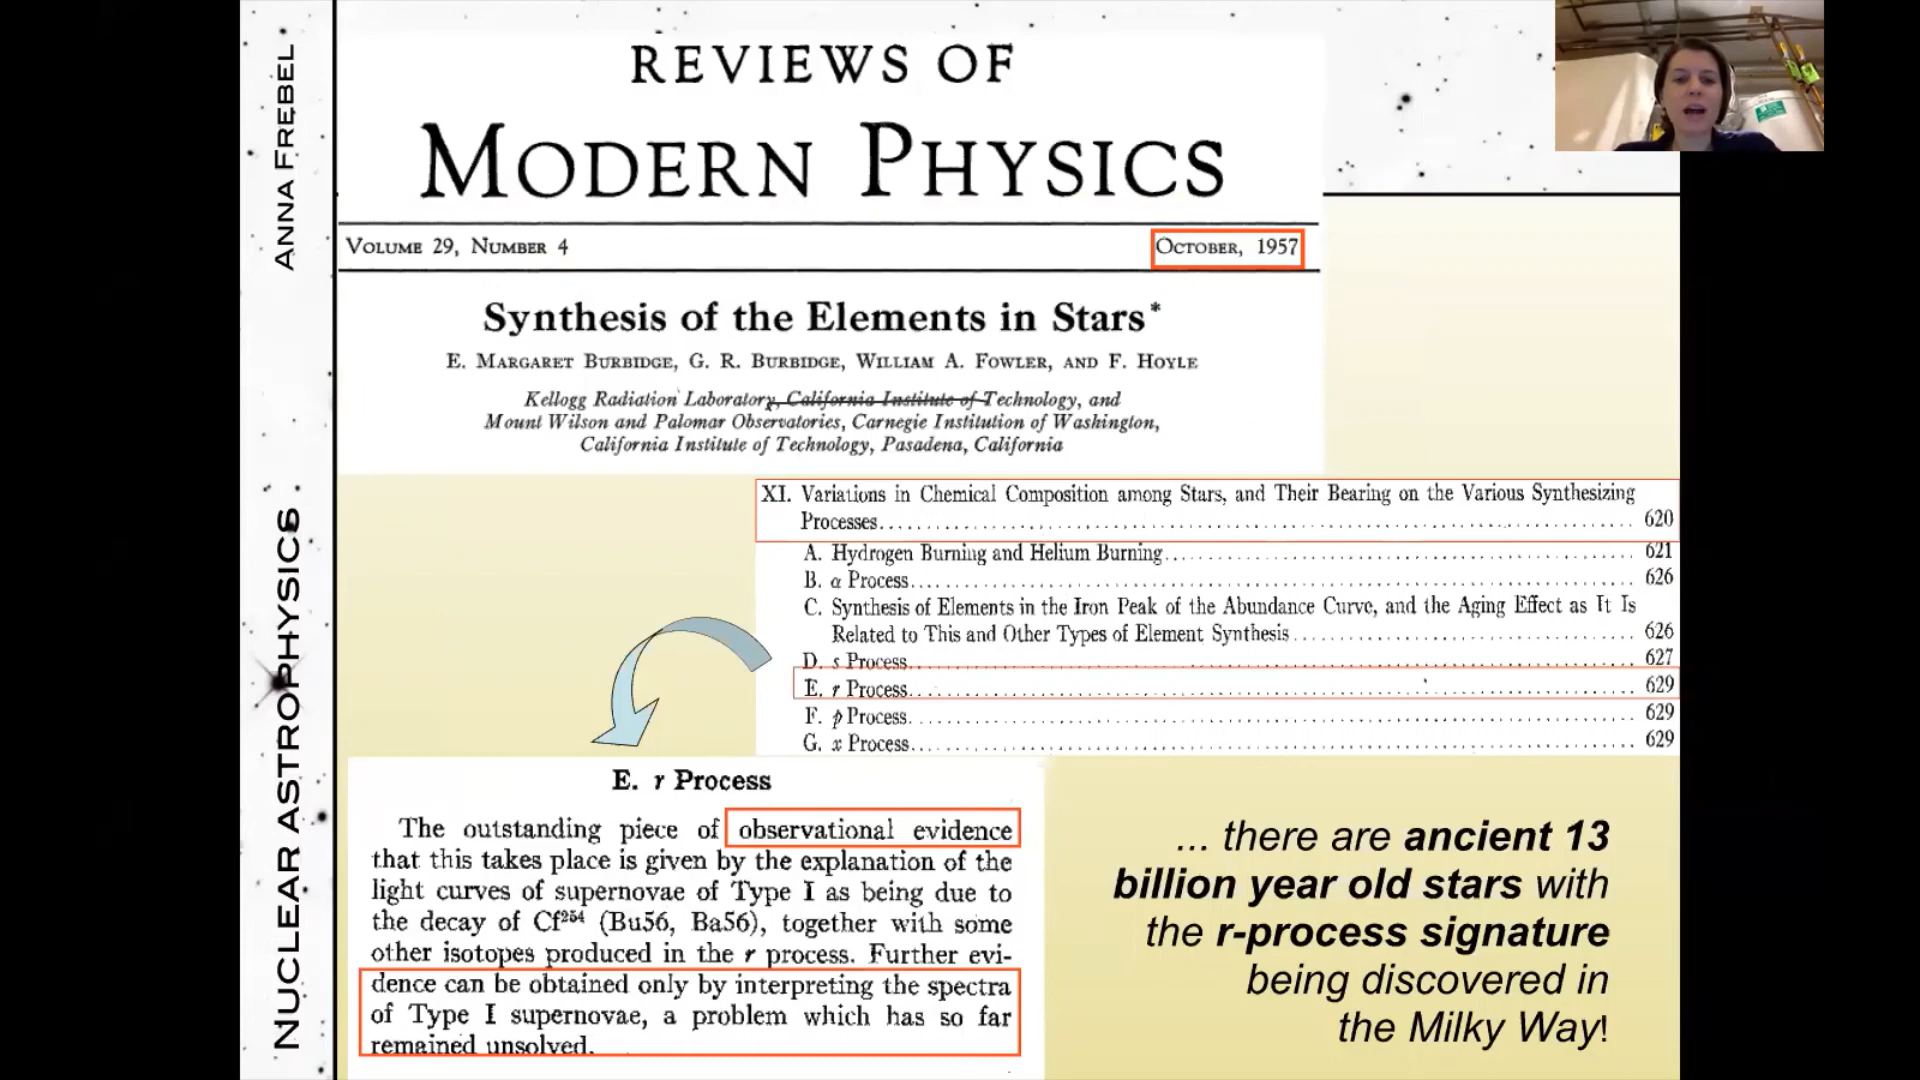 ANNA FREBEL
NUCLEAR ASTROPHYSICS
REVIEWS OF
MODERN PHYSICS
VOLUME 29, NUMBER 4
OCTOBER, 1957
Synthesis of the Elements in Stars*
E. MARGARET BURBIDGE, G. R. BURBIDGE, WILLIAM A. FOWLER, AND F. HOYLE
Kellogg Radiation Laboratory, California Institute of Technology, and
Mount Wilson and Palomar Observatories, Carnegie Institution of Washington,
California Institute of Technology, Pasadena, California
XI. Variations in Chemical Composition among Stars, and Their Bearing on the Various Synthesizing
Processes........ 620
A. Hydrogen Burning and Helium Burning........ 621
B. α Process........ 626
C. Synthesis of Elements in the Iron Peak of the Abundance Curve, and the Aging Effect as It Is
Related to This and Other Types of Element Synthesis........ 626
D. s Process........ 627
E. r Process........ 629
F. p Process........ 629
G. x Process........ 629
E. r Process
The outstanding piece of observational evidence
that this takes place is given by the explanation of the
light curves of supernovae of Type I as being due to
the decay of Cf²⁵⁴ (Bu56, Ba56), together with some
other isotopes produced in the r process. Further evi-
dence can be obtained only by interpreting the spectra
of Type I supernovae, a problem which has so far
remained unsolved.
... there are ancient 13
billion year old stars with
the r-process signature
being discovered in
the Milky Way!